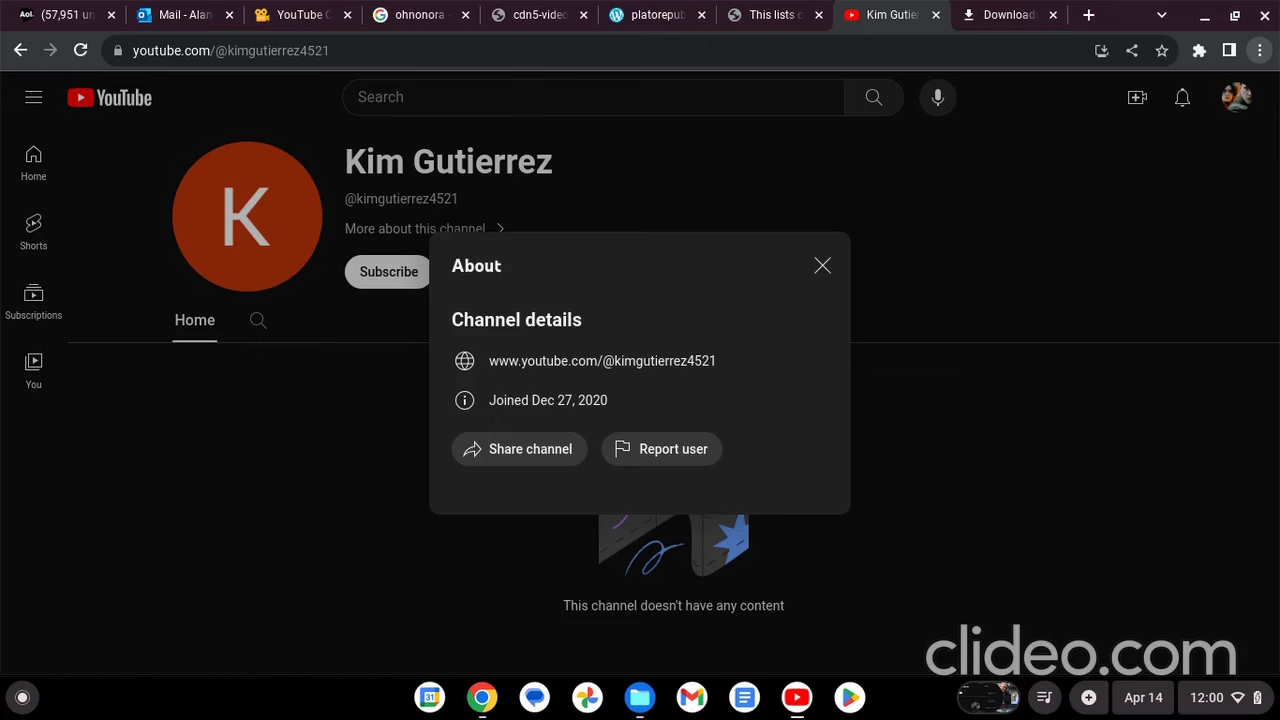 Aol. (57,951 un
Mail - Alan
YouTube C
ohnonora -
cdn5-video
platorepub
This lists c
Kim Gutier
Download
youtube.com/@kimgutierrez4521
YouTube
Search
Home
Shorts
Subscriptions
You
K
Kim Gutierrez
@kimgutierrez4521
More about this channel
Subscribe
Home
About
Channel details
www.youtube.com/@kimgutierrez4521
Joined Dec 27, 2020
Share channel
Report user
This channel doesn't have any content
clideo.com
31
Apr 14
12:00